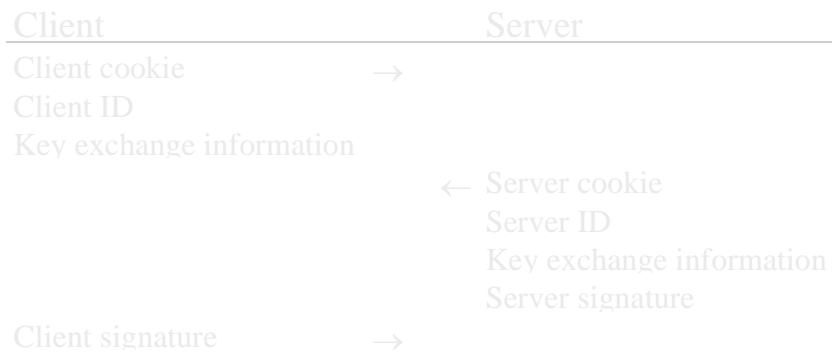 Client Server
Client cookie →
Client ID
Key exchange information
← Server cookie
Server ID
Key exchange information
Server signature
Client signature →